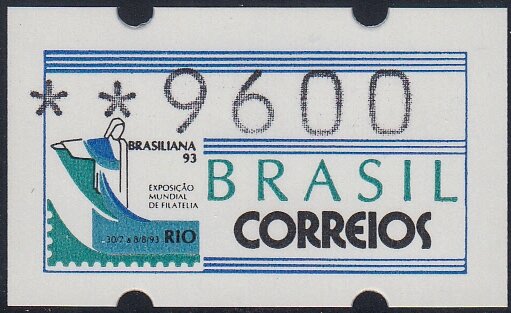 **9600
BRASILIANA
93
EXPOSIÇÃO
MUNDIAL
DE FILATELIA
30/7 a 8/8/93 RIO
BRASIL
CORREIOS